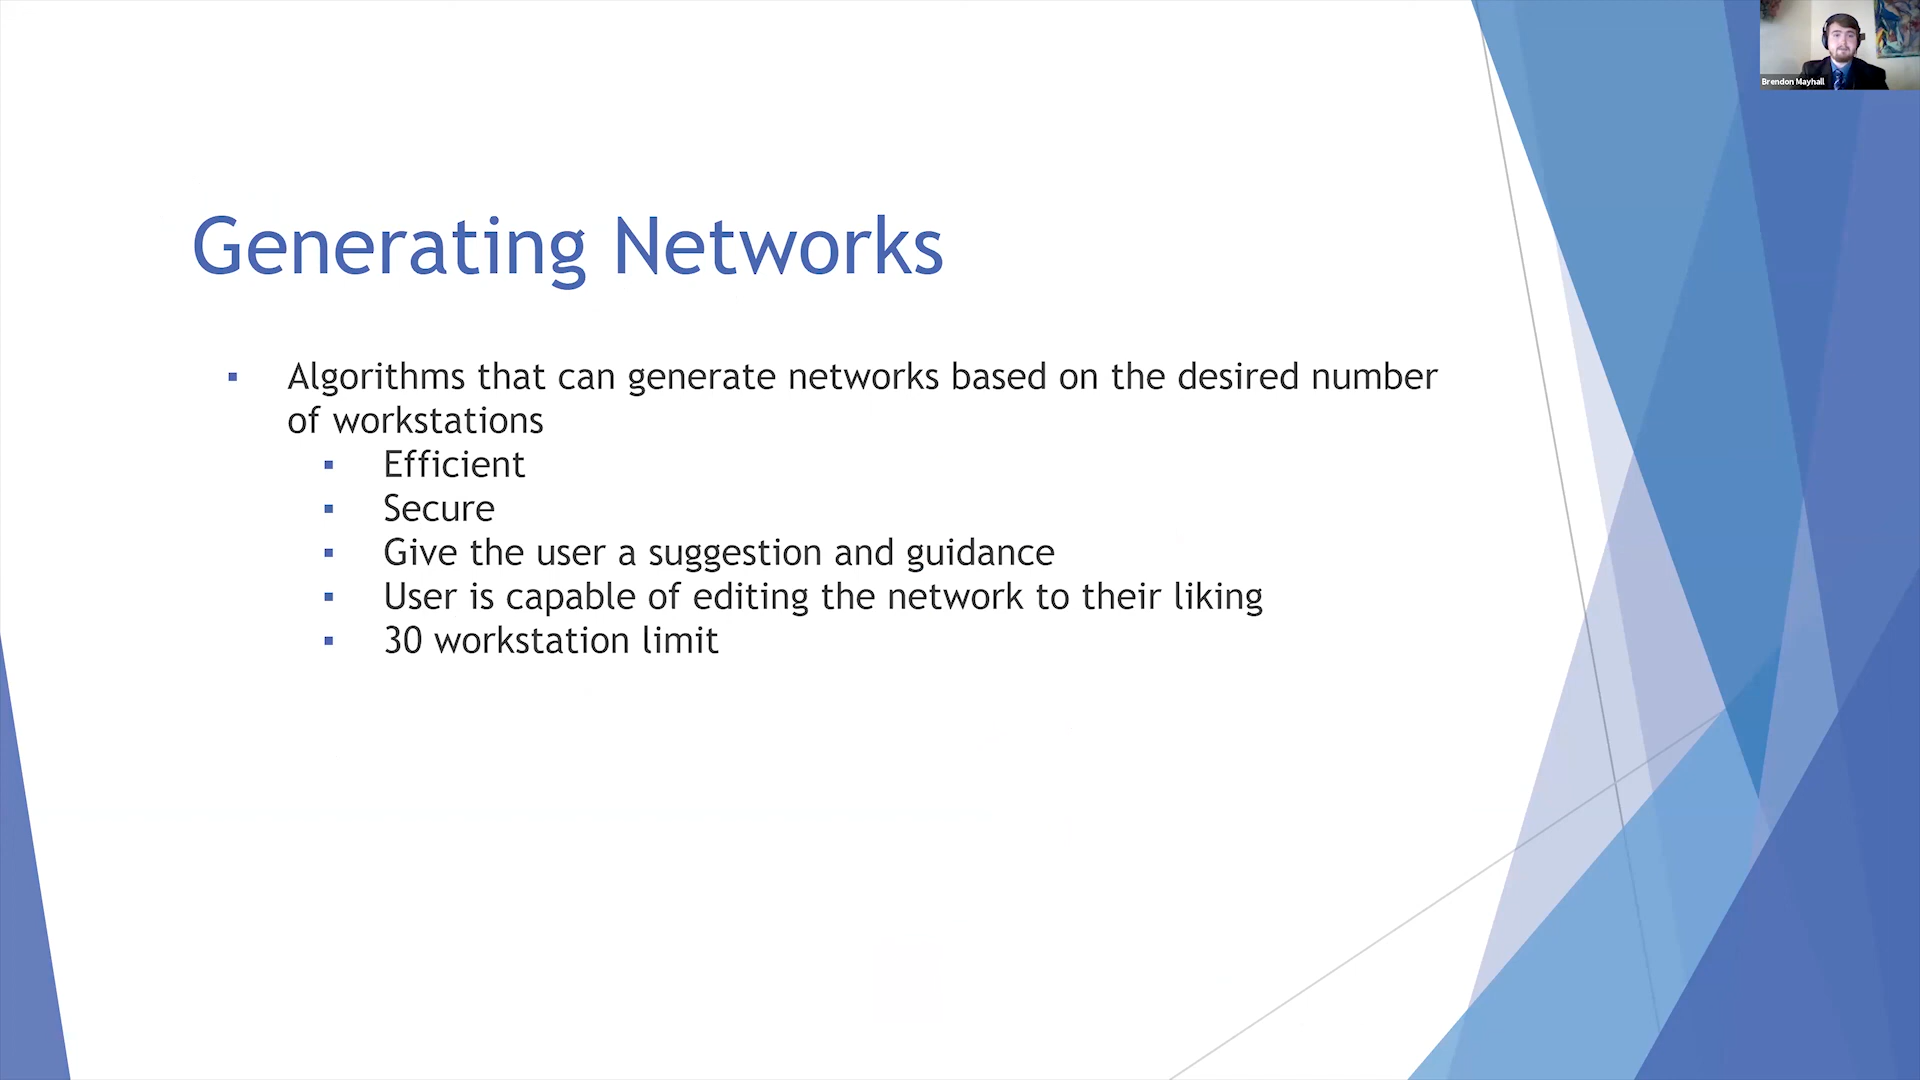 Brendon Mayhall
Generating Networks
▪ Algorithms that can generate networks based on the desired number
of workstations
▪ Efficient
▪ Secure
▪ Give the user a suggestion and guidance
▪ User is capable of editing the network to their liking
▪ 30 workstation limit